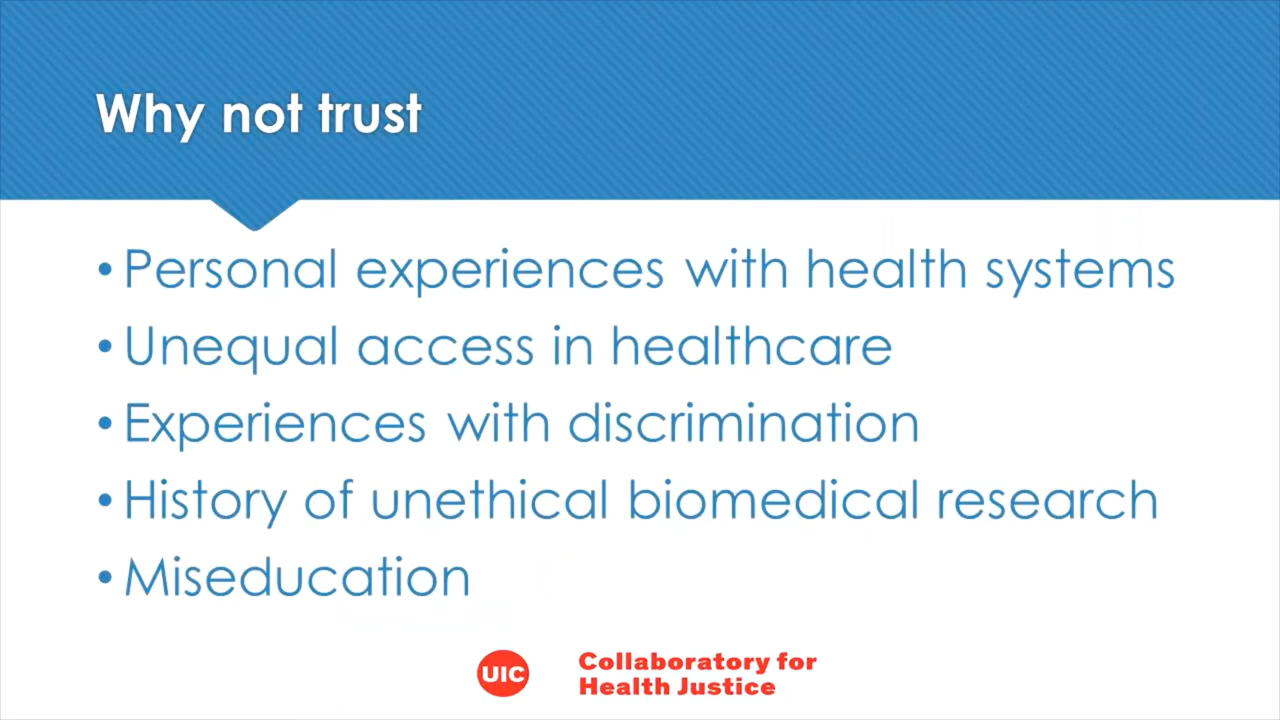 Why not trust
• Personal experiences with health systems
• Unequal access in healthcare
• Experiences with discrimination
• History of unethical biomedical research
• Miseducation
UIC
Collaboratory for
Health Justice